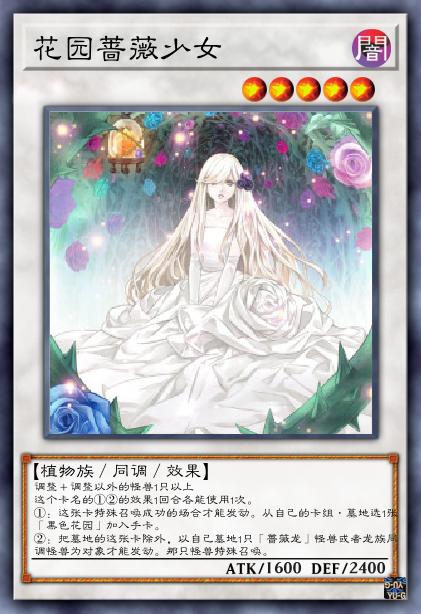 花园蔷薇少女
闇
【植物族／同调／效果】
调整＋调整以外的怪兽1只以上
这个卡名的①②的效果1回合各能使用1次。
①：这张卡特殊召唤成功的场合才能发动。从自己的卡组·墓地选1张
「黑色花园」加入手卡。
②：把墓地的这张卡除外，以自己墓地1只「蔷薇龙」怪兽或者龙族同
调怪兽为对象才能发动。那只怪兽特殊召唤。
ATK/1600 DEF/2400